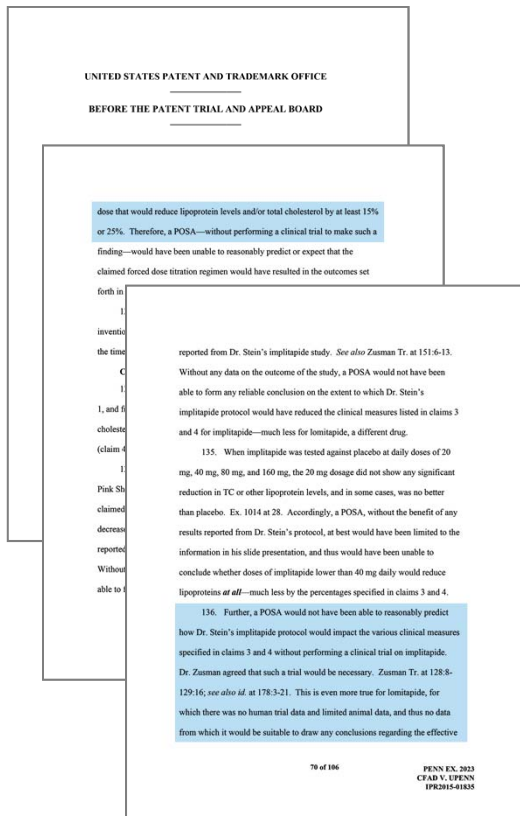 UNITED STATES PATENT AND TRADEMARK OFFICE
BEFORE THE PATENT TRIAL AND APPEAL BOARD
dose that would reduce lipoprotein levels and/or total cholesterol by at least 15%
or 25%. Therefore, a POSA—without performing a clinical trial to make such a
finding—would have been unable to reasonably predict or expect that the
claimed forced dose titration regimen would have resulted in the outcomes set
forth in
13
inventio
the time
C
13
1, and fi
choleste
(claim 4
13
Pink Sh
claimed
decrease
reported
Without
able to f
reported from Dr. Stein's implitapide study. See also Zusman Tr. at 151:6-13.
Without any data on the outcome of the study, a POSA would not have been
able to form any reliable conclusion on the extent to which Dr. Stein's
implitapide protocol would have reduced the clinical measures listed in claims 3
and 4 for implitapide—much less for lomitapide, a different drug.
135. When implitapide was tested against placebo at daily doses of 20
mg, 40 mg, 80 mg, and 160 mg, the 20 mg dosage did not show any significant
reduction in TC or other lipoprotein levels, and in some cases, was no better
than placebo. Ex. 1014 at 28. Accordingly, a POSA, without the benefit of any
results reported from Dr. Stein's protocol, at best would have been limited to the
information in his slide presentation, and thus would have been unable to
conclude whether doses of implitapide lower than 40 mg daily would reduce
lipoproteins at all—much less by the percentages specified in claims 3 and 4.
136. Further, a POSA would not have been able to reasonably predict
how Dr. Stein's implitapide protocol would impact the various clinical measures
specified in claims 3 and 4 without performing a clinical trial on implitapide.
Dr. Zusman agreed that such a trial would be necessary. Zusman Tr. at 128:8-
129:16; see also id. at 178:3-21. This is even more true for lomitapide, for
which there was no human trial data and limited animal data, and thus no data
from which it would be suitable to draw any conclusions regarding the effective
70 of 106
PENN EX. 2023
CFAD V. UPENN
IPR2015-01835